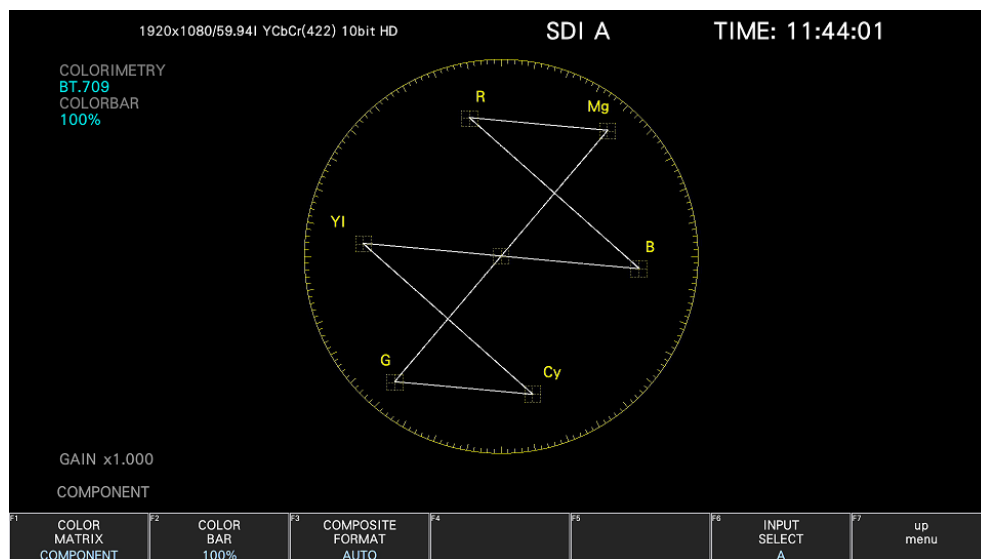 1920x1080/59.94I YCbCr(422) 10bit HD
SDI A
TIME: 11:44:01
COLORIMETRY
BT.709
COLORBAR
100%
R
Mg
Yl
B
G
Cy
GAIN x1.000
COMPONENT
F1 COLOR
MATRIX
COMPONENT
F2 COLOR
BAR
100%
F3 COMPOSITE
FORMAT
AUTO
F4
F5
F6 INPUT
SELECT
A
F7 up
menu